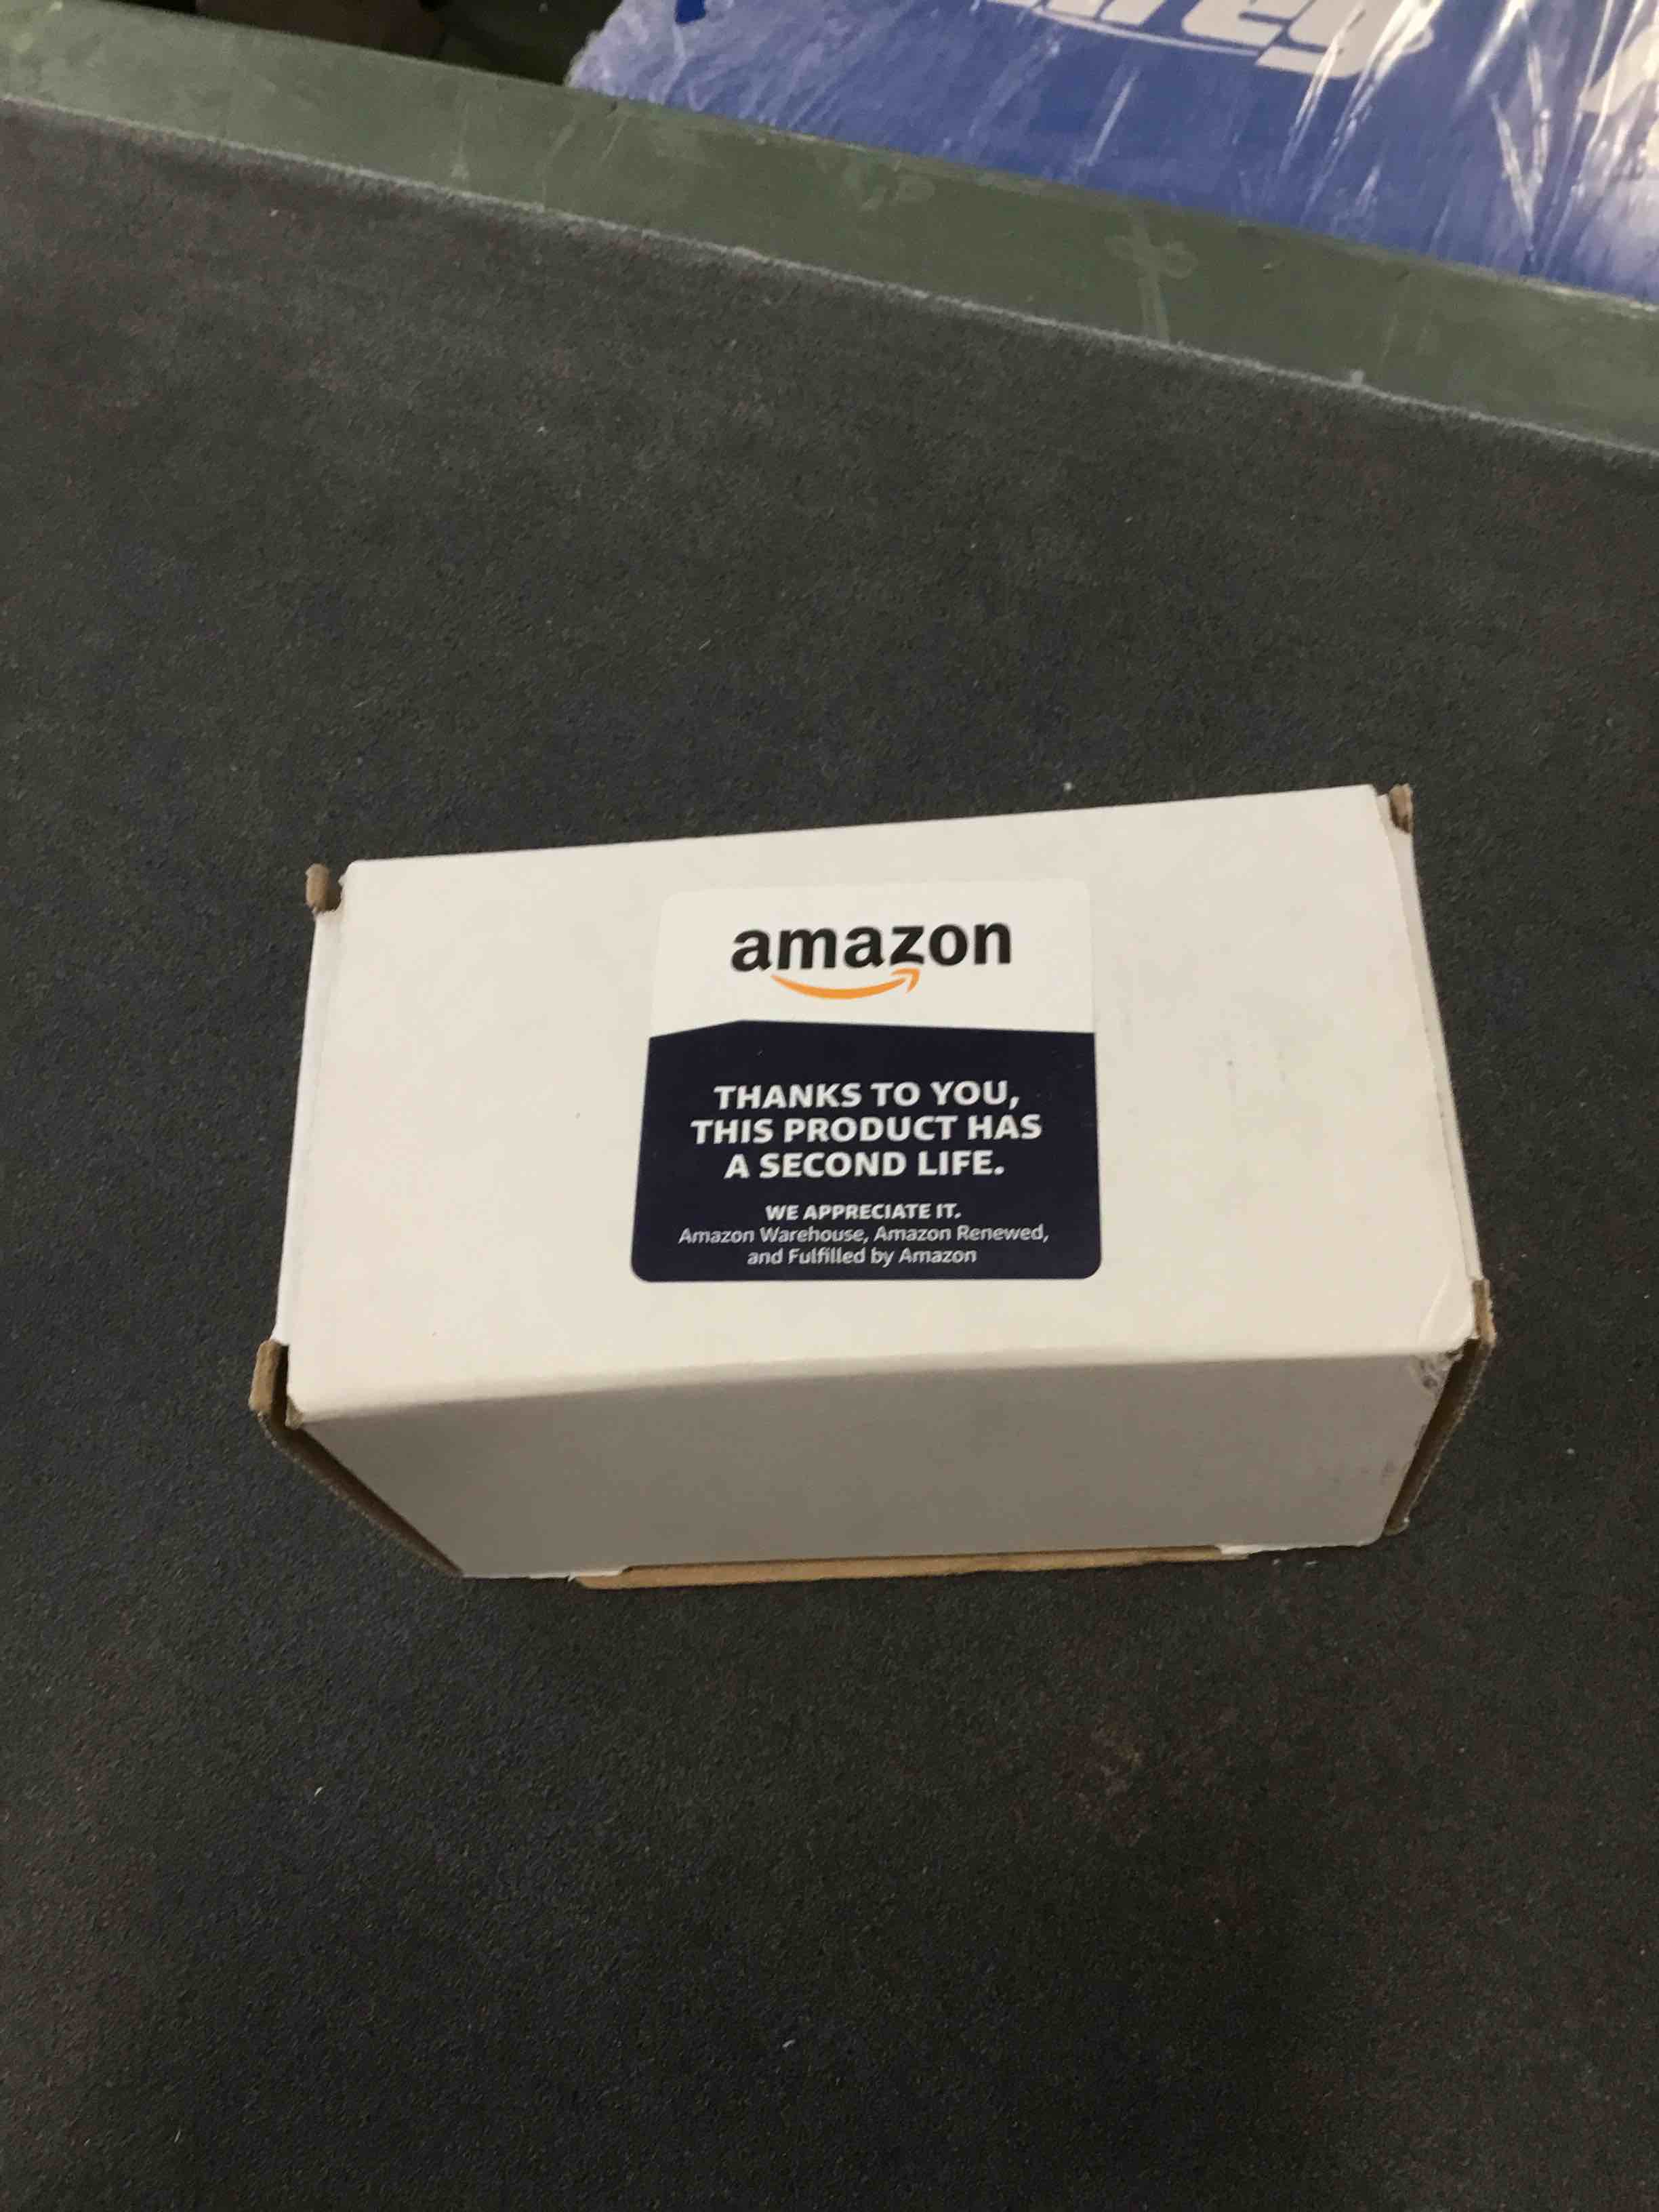 amazon
THANKS TO YOU,
THIS PRODUCT HAS
A SECOND LIFE.
WE APPRECIATE IT.
Amazon Warehouse, Amazon Renewed,
and Fulfilled by Amazon